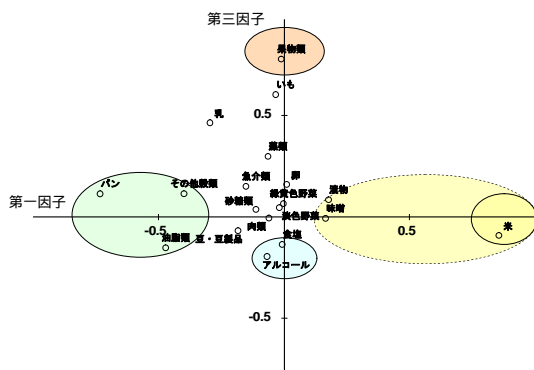 第三因子
果物類
いも
0.5
乳
藻類
魚介類
卵
パン
その他穀類
緑黄色野菜
漬物
第一因子
砂糖類
淡色野菜
味噌
肉類
米
-0.5
0.5
油脂類
豆・豆製品
食塩
アルコール
-0.5